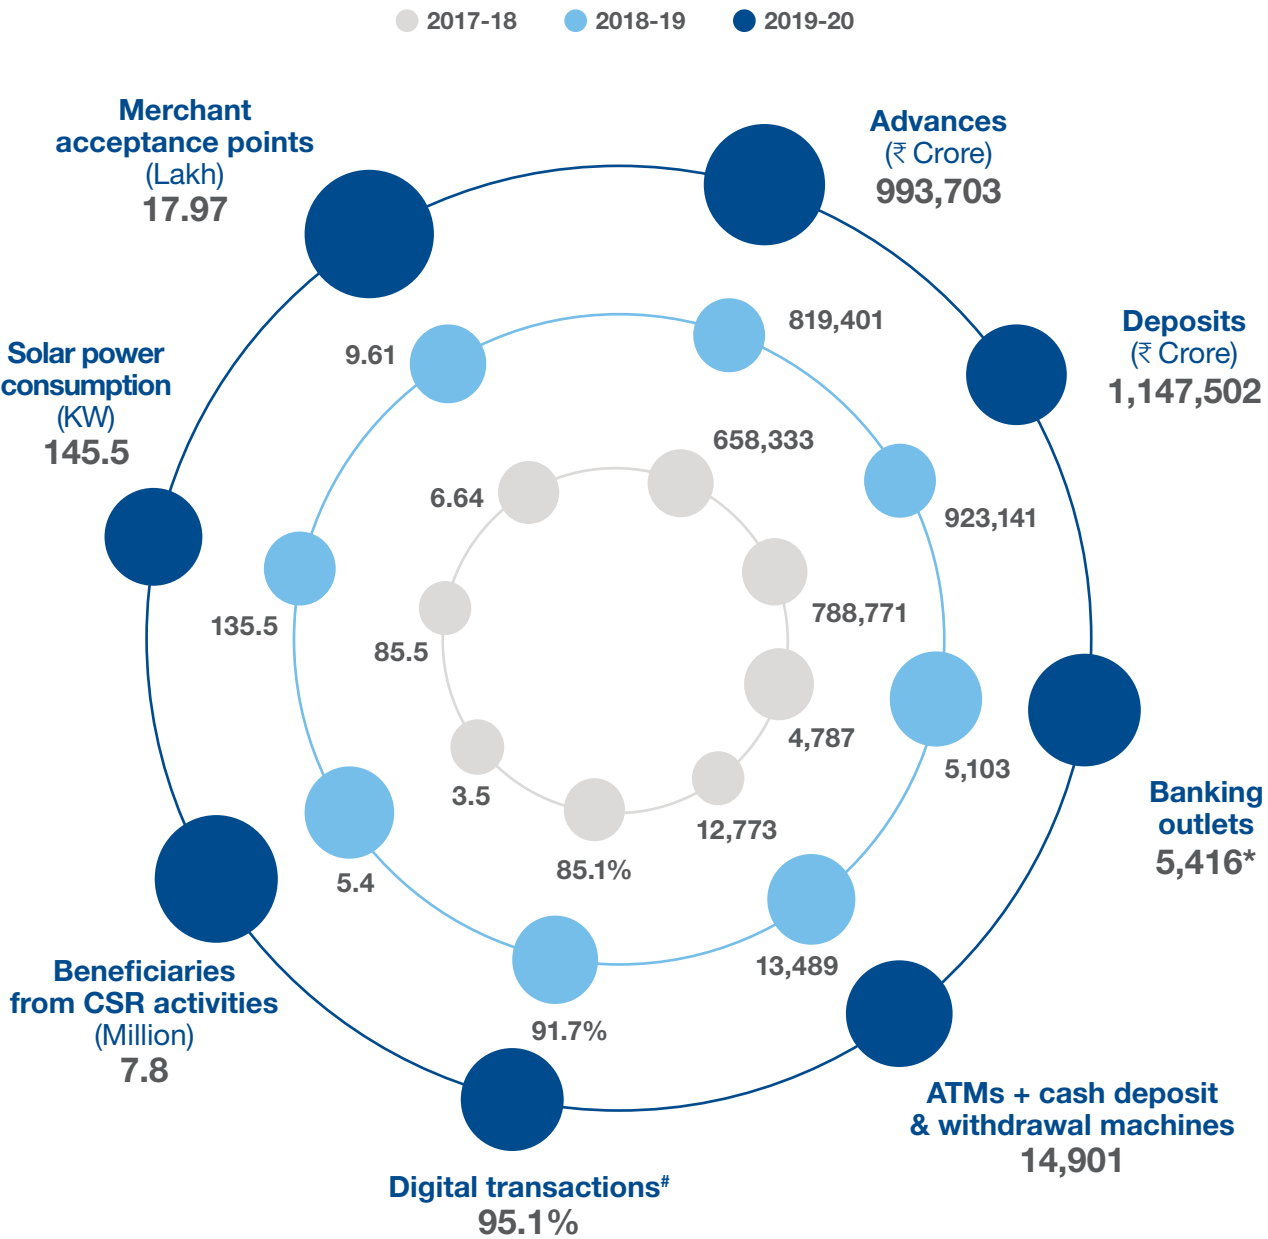 2017-18
2018-19
2019-20
Merchant
acceptance points
(Lakh)
17.97
Advances
(₹ Crore)
993,703
9.61
819,401
Deposits
(₹ Crore)
1,147,502
Solar power
consumption
(KW)
145.5
6.64
658,333
923,141
135.5
85.5
788,771
4,787
5,103
3.5
12,773
85.1%
Banking
outlets
5,416*
5.4
13,489
91.7%
Beneficiaries
from CSR activities
(Million)
7.8
ATMs + cash deposit
& withdrawal machines
14,901
Digital transactions#
95.1%